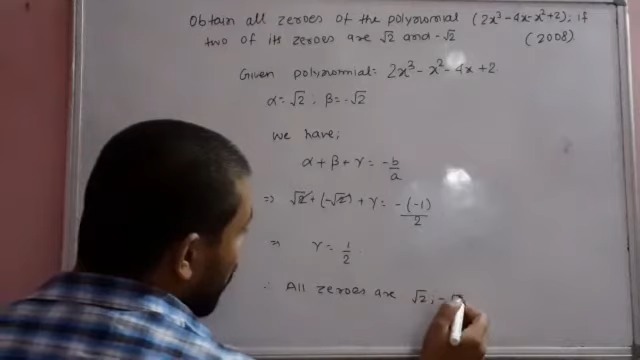 Obtain all zeroes of the polynomial (2x³-4x-x²+2), if
two of its zeroes are √2 and -√2 (2008)
Given polynomial: 2x³ - x² - 4x + 2
α = √2 ; β = -√2
We have;
α + β + γ = -b/a
⇒ √2 + (-√2) + γ = -(-1)/2
⇒ γ = 1/2
∴ All zeroes are √2, -